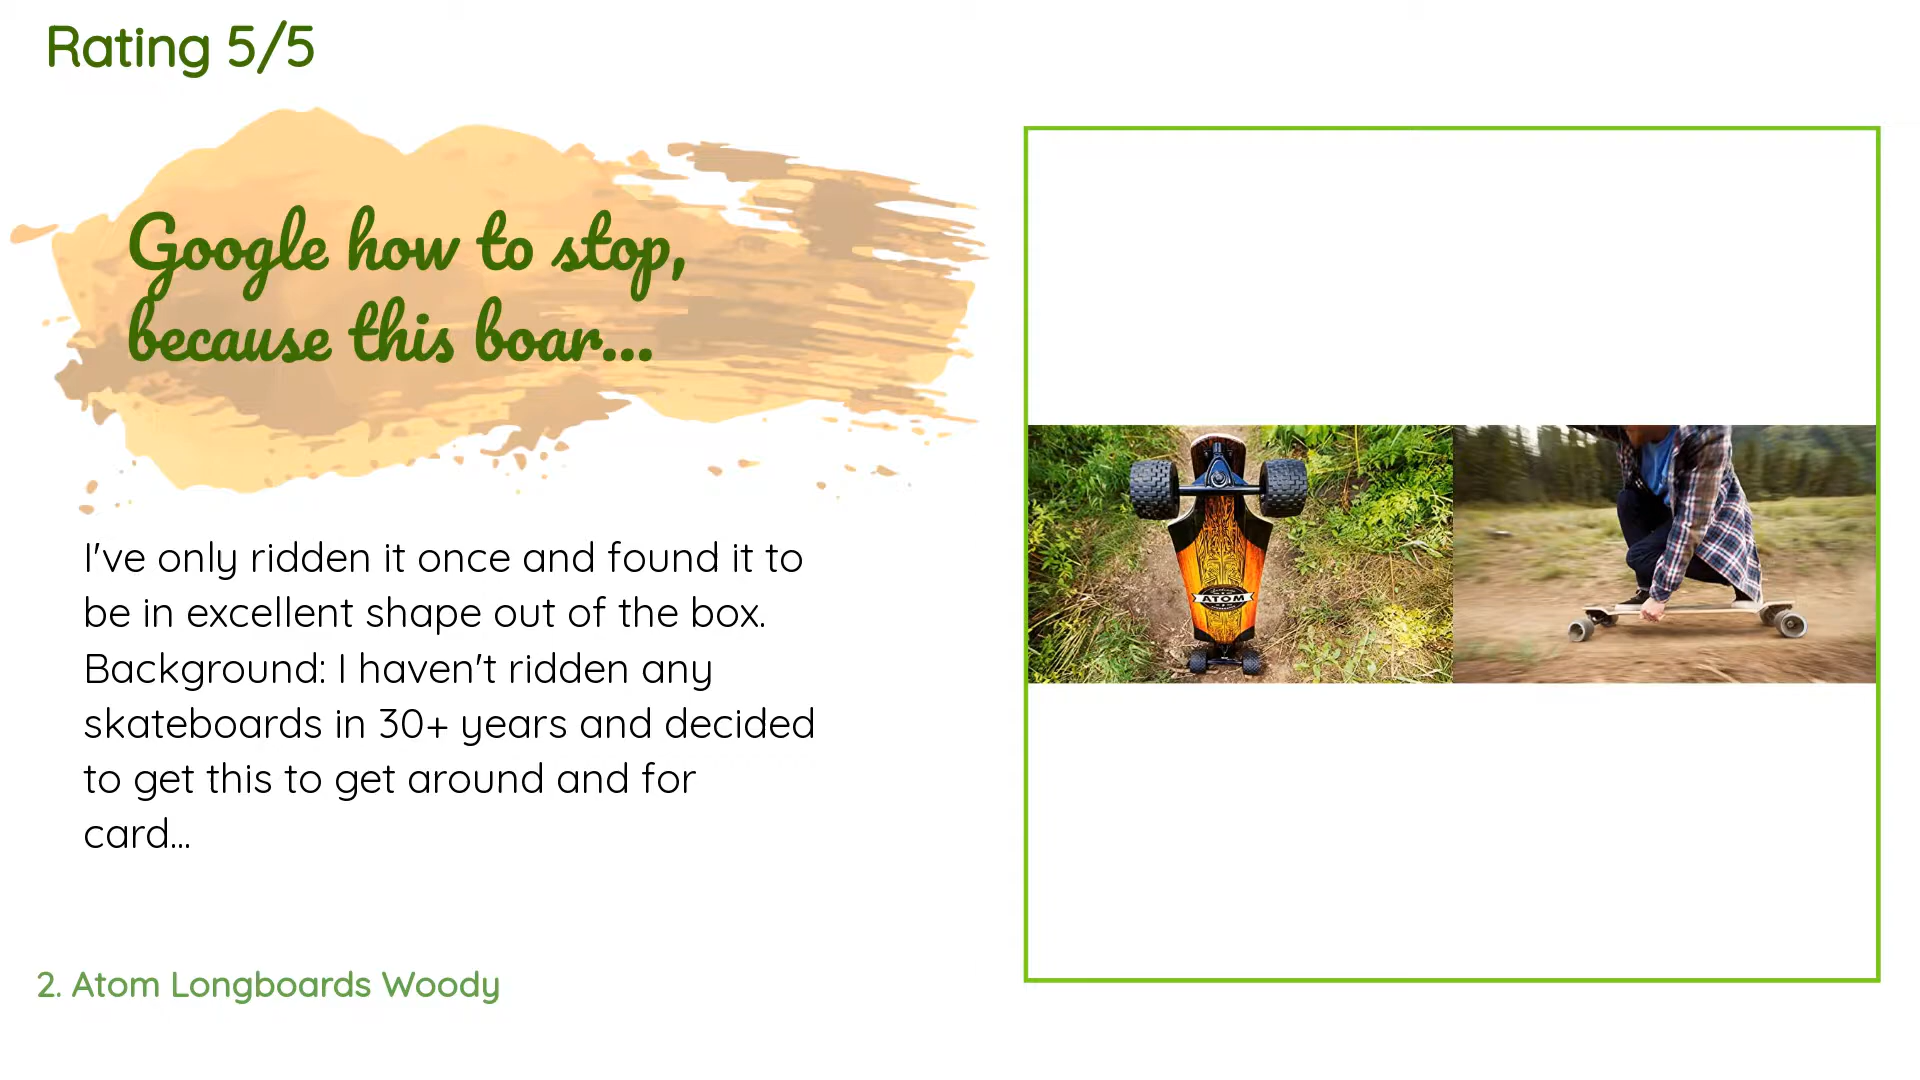 Rating 5/5
Google how to stop,
because this boar...
I've only ridden it once and found it to
be in excellent shape out of the box.
Background: I haven't ridden any
skateboards in 30+ years and decided
to get this to get around and for
card...
ATOM
2. Atom Longboards Woody